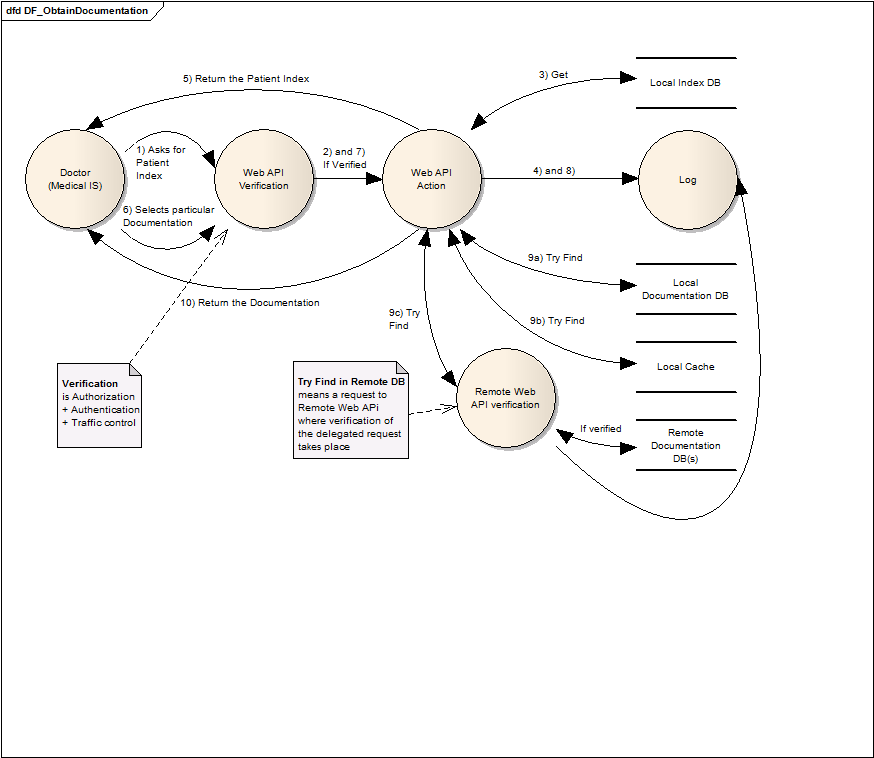 dfd DF_ObtainDocumentation
5) Return the Patient Index
3) Get
Local Index DB
Doctor
(Medical IS)
1) Asks for
Patient
Index
Web API
Verification
2) and 7)
If Verified
Web API
Action
4) and 8)
Log
6) Selects particular
Documentation
9a) Try Find
Local
Documentation DB
10) Return the Documentation
9c) Try
Find
9b) Try Find
Local Cache
Verification
is Authorization
+ Authentication
+ Traffic control
Try Find in Remote DB
means a request to
Remote Web APi
where verification of
the delegated request
takes place
Remote Web
API verification
If verified
Remote
Documentation
DB(s)